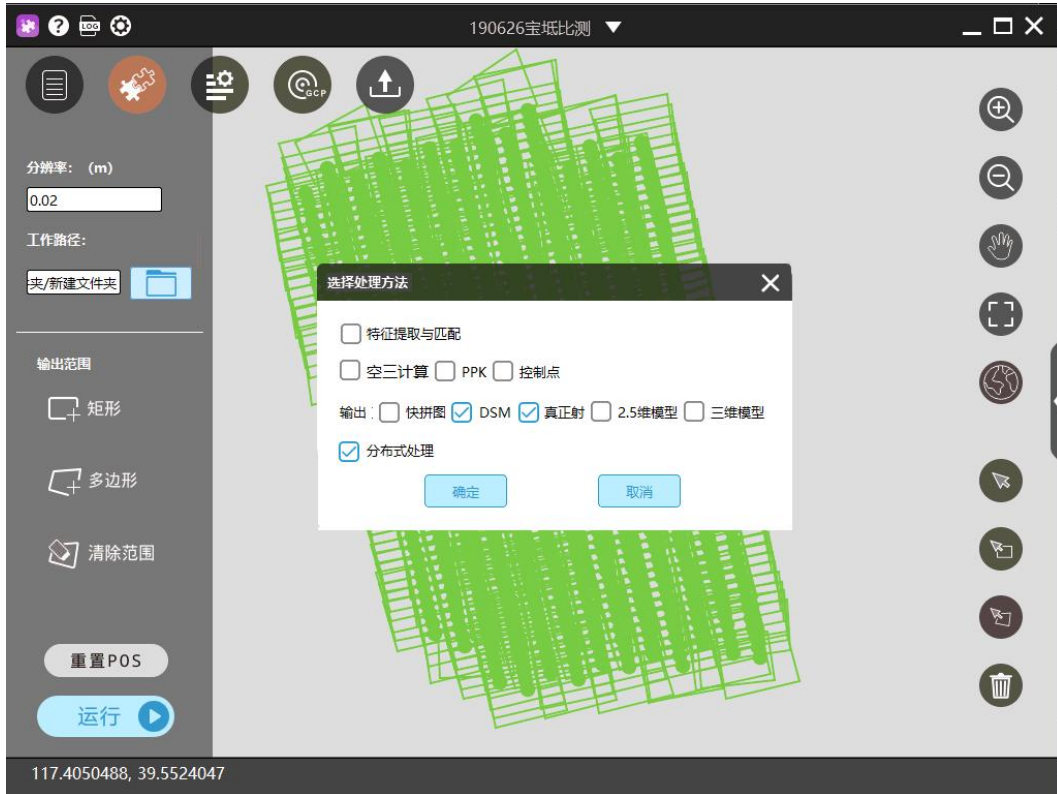 ? LOG 190626宝坻比测
GCP
分辨率: (m)
0.02
工作路径:
夹/新建文件夹
输出范围
矩形
多边形
清除范围
重置POS
运行
选择处理方法
特征提取与匹配
空三计算 PPK 控制点
输出: 快拼图 DSM 真正射 2.5维模型 三维模型
分布式处理
确定 取消
117.4050488, 39.5524047